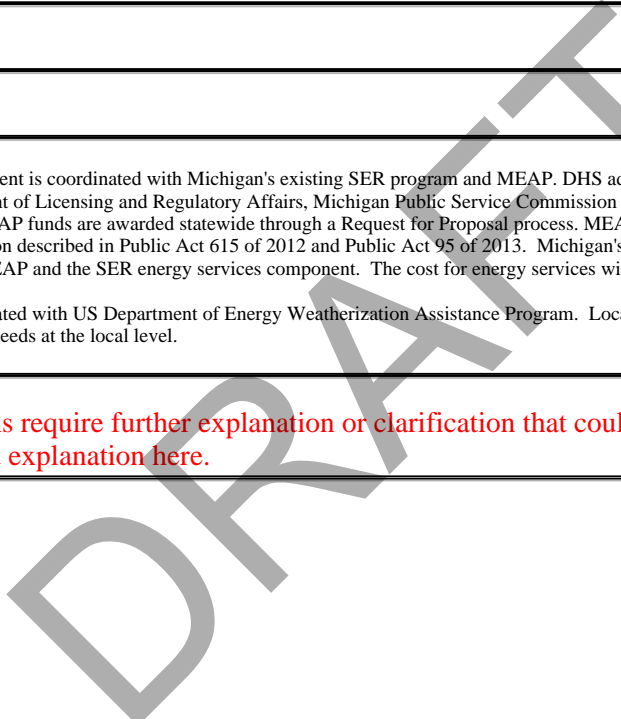 ent is coordinated with Michigan's existing SER program and MEAP. DHS ad
nt of Licensing and Regulatory Affairs, Michigan Public Service Commission
AP funds are awarded statewide through a Request for Proposal process. MEA
on described in Public Act 615 of 2012 and Public Act 95 of 2013.  Michigan's
EAP and the SER energy services component.  The cost for energy services wi
ated with US Department of Energy Weatherization Assistance Program.  Loca
eeds at the local level.
s require further explanation or clarification that coul
explanation here.
DRAFT